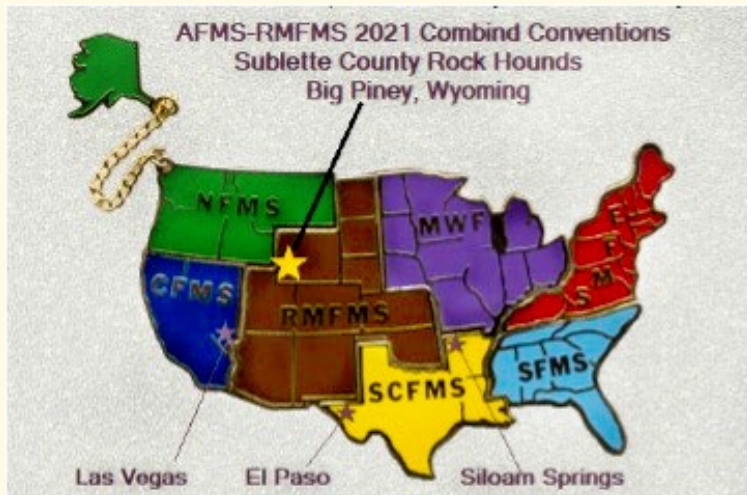 AFMS-RMFMS 2021 Combind Conventions
Sublette County Rock Hounds
Big Piney, Wyoming
NFMS
MWF
E
F
M
S
CFMS
RMFMS
SCFMS
SFMS
Las Vegas
El Paso
Siloam Springs